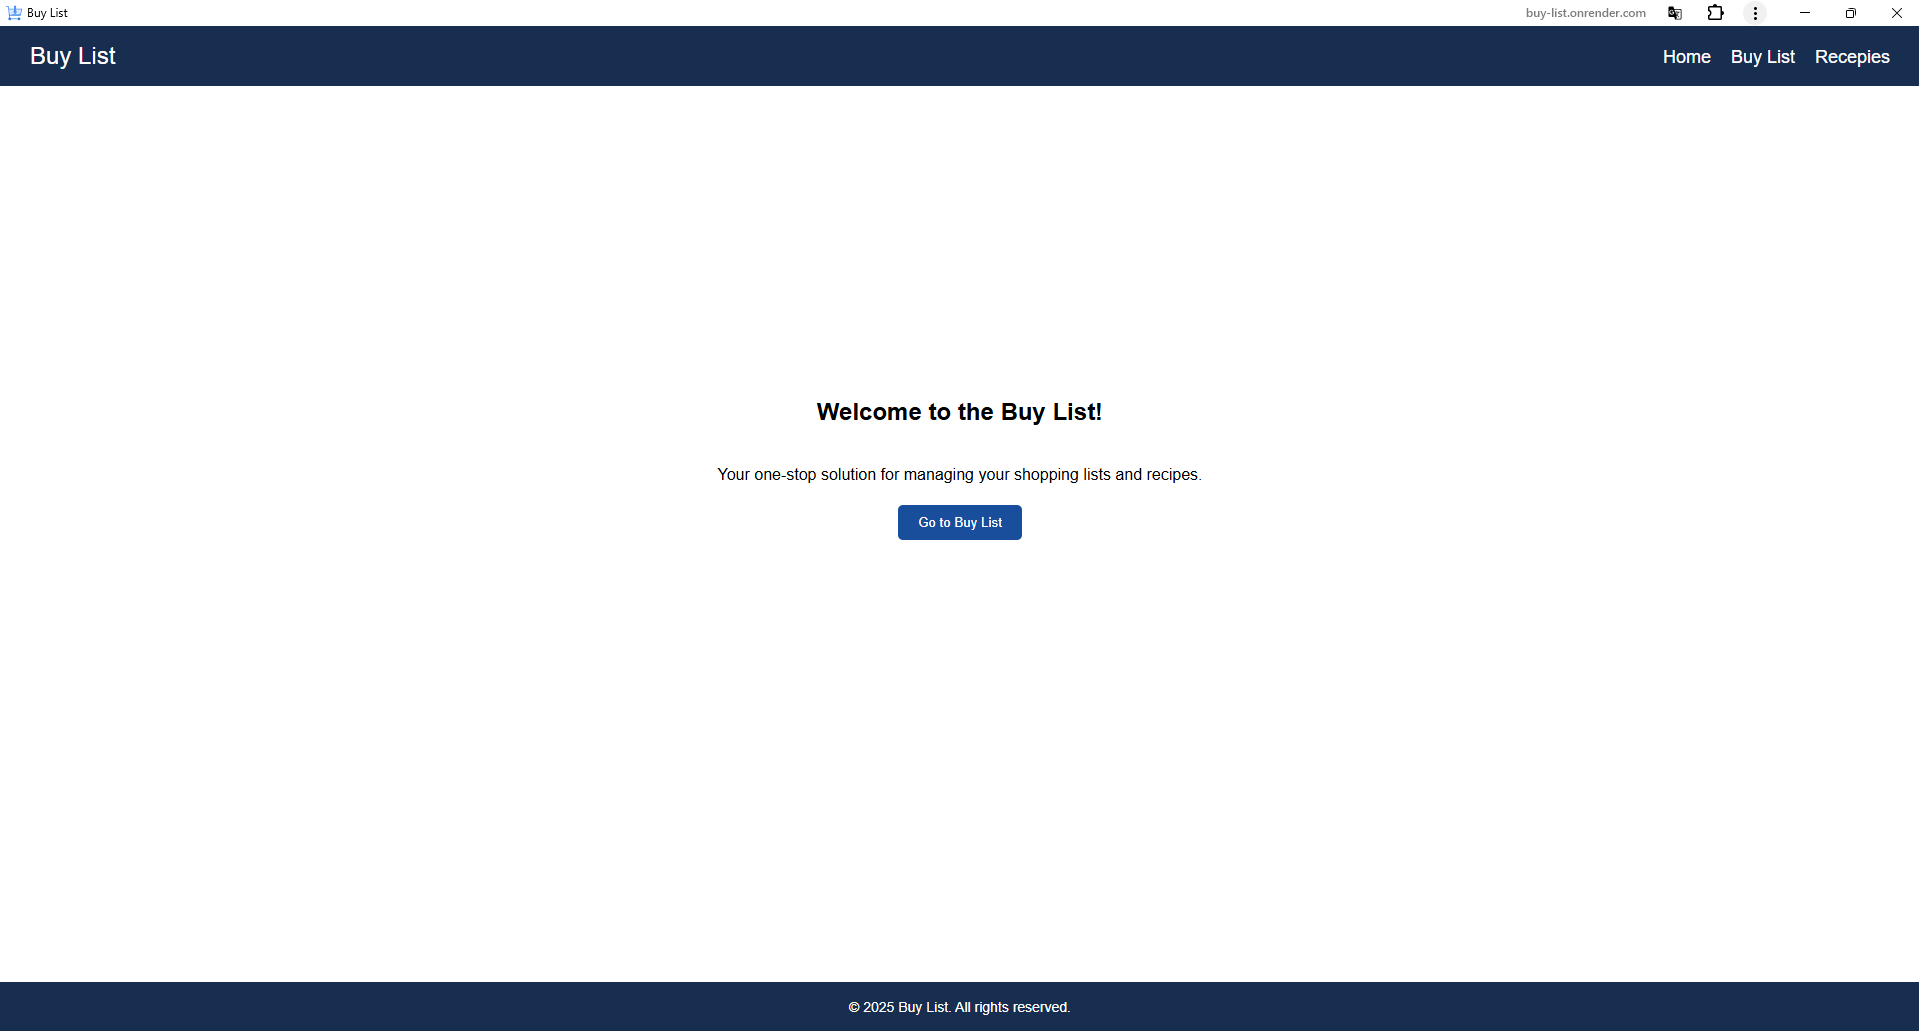 Buy List
buy-list.onrender.com
Buy List
Home
Buy List
Recepies
Welcome to the Buy List!
Your one-stop solution for managing your shopping lists and recipes.
Go to Buy List
© 2025 Buy List. All rights reserved.